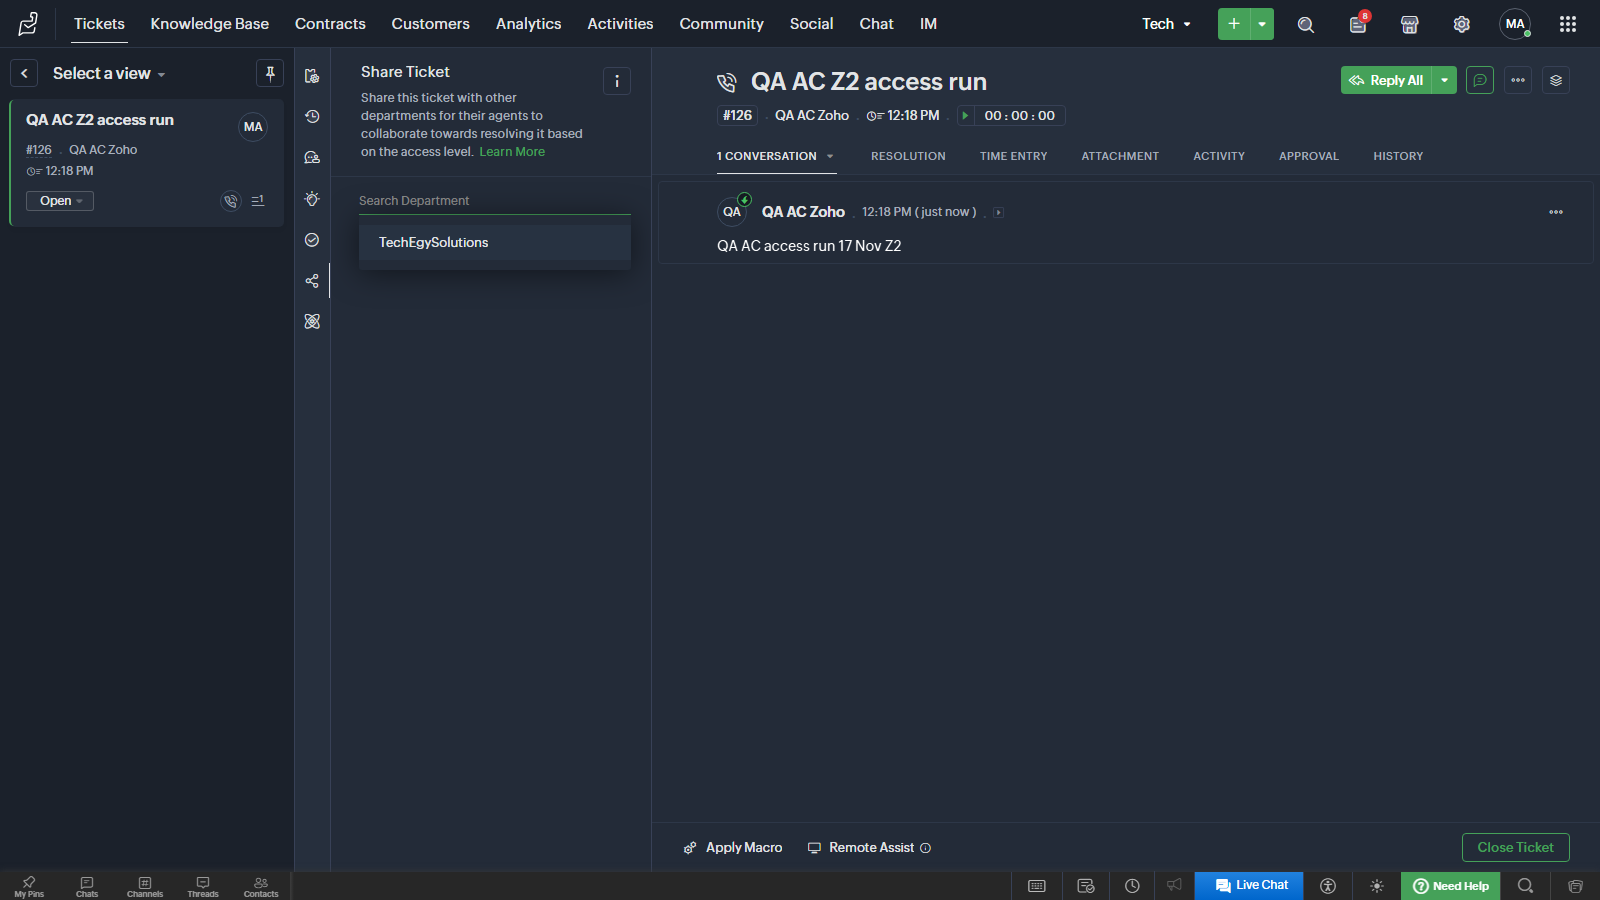 Tickets
Knowledge Base
Contracts
Customers
Analytics
Activities
Community
Social
Chat
IM
Tech
8
MA
Select a view
QA AC Z2 access run
MA
#126 . QA AC Zoho
12:18 PM
Open
1
Share Ticket
Share this ticket with other
departments for their agents to
collaborate towards resolving it based
on the access level. Learn More
Search Department
TechEgySolutions
QA AC Z2 access run
#126 . QA AC Zoho . 12:18 PM . 00 : 00 : 00
Reply All
1 CONVERSATION
RESOLUTION
TIME ENTRY
ATTACHMENT
ACTIVITY
APPROVAL
HISTORY
QA
QA AC Zoho . 12:18 PM ( just now ) .
QA AC access run 17 Nov Z2
Apply Macro
Remote Assist
Close Ticket
My Pins
Chats
Channels
Threads
Contacts
Live Chat
Need Help